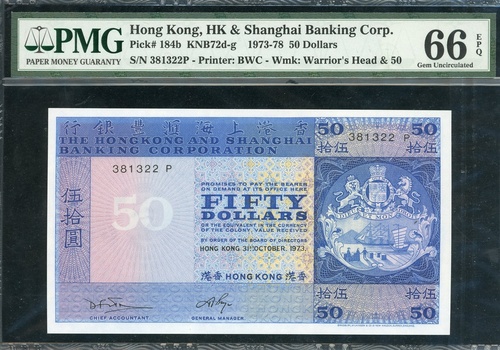 PMG
PAPER MONEY GUARANTY
Hong Kong, HK & Shanghai Banking Corp.
Pick# 184b KNB72d-g 1973-78 50 Dollars
S/N 381322P - Printer: BWC - Wmk: Warrior's Head & 50
66 EPQ
Gem Uncirculated
行銀豐滙海上港香
THE HONGKONG AND SHANGHAI
BANKING CORPORATION
50
381322 P
拾伍
381322 P
PROMISES TO PAY THE BEARER
ON DEMAND AT ITS OFFICE HERE
FIFTY
DOLLARS
OR THE EQUIVALENT IN THE CURRENCY
OF THE COLONY, VALUE RECEIVED
BY ORDER OF THE BOARD OF DIRECTORS
HONG KONG 31ST OCTOBER, 1973.
港香 HONG KONG 港香
伍拾圓
50
50
拾伍
CHIEF ACCOUNTANT
GENERAL MANAGER
拾伍
50
50